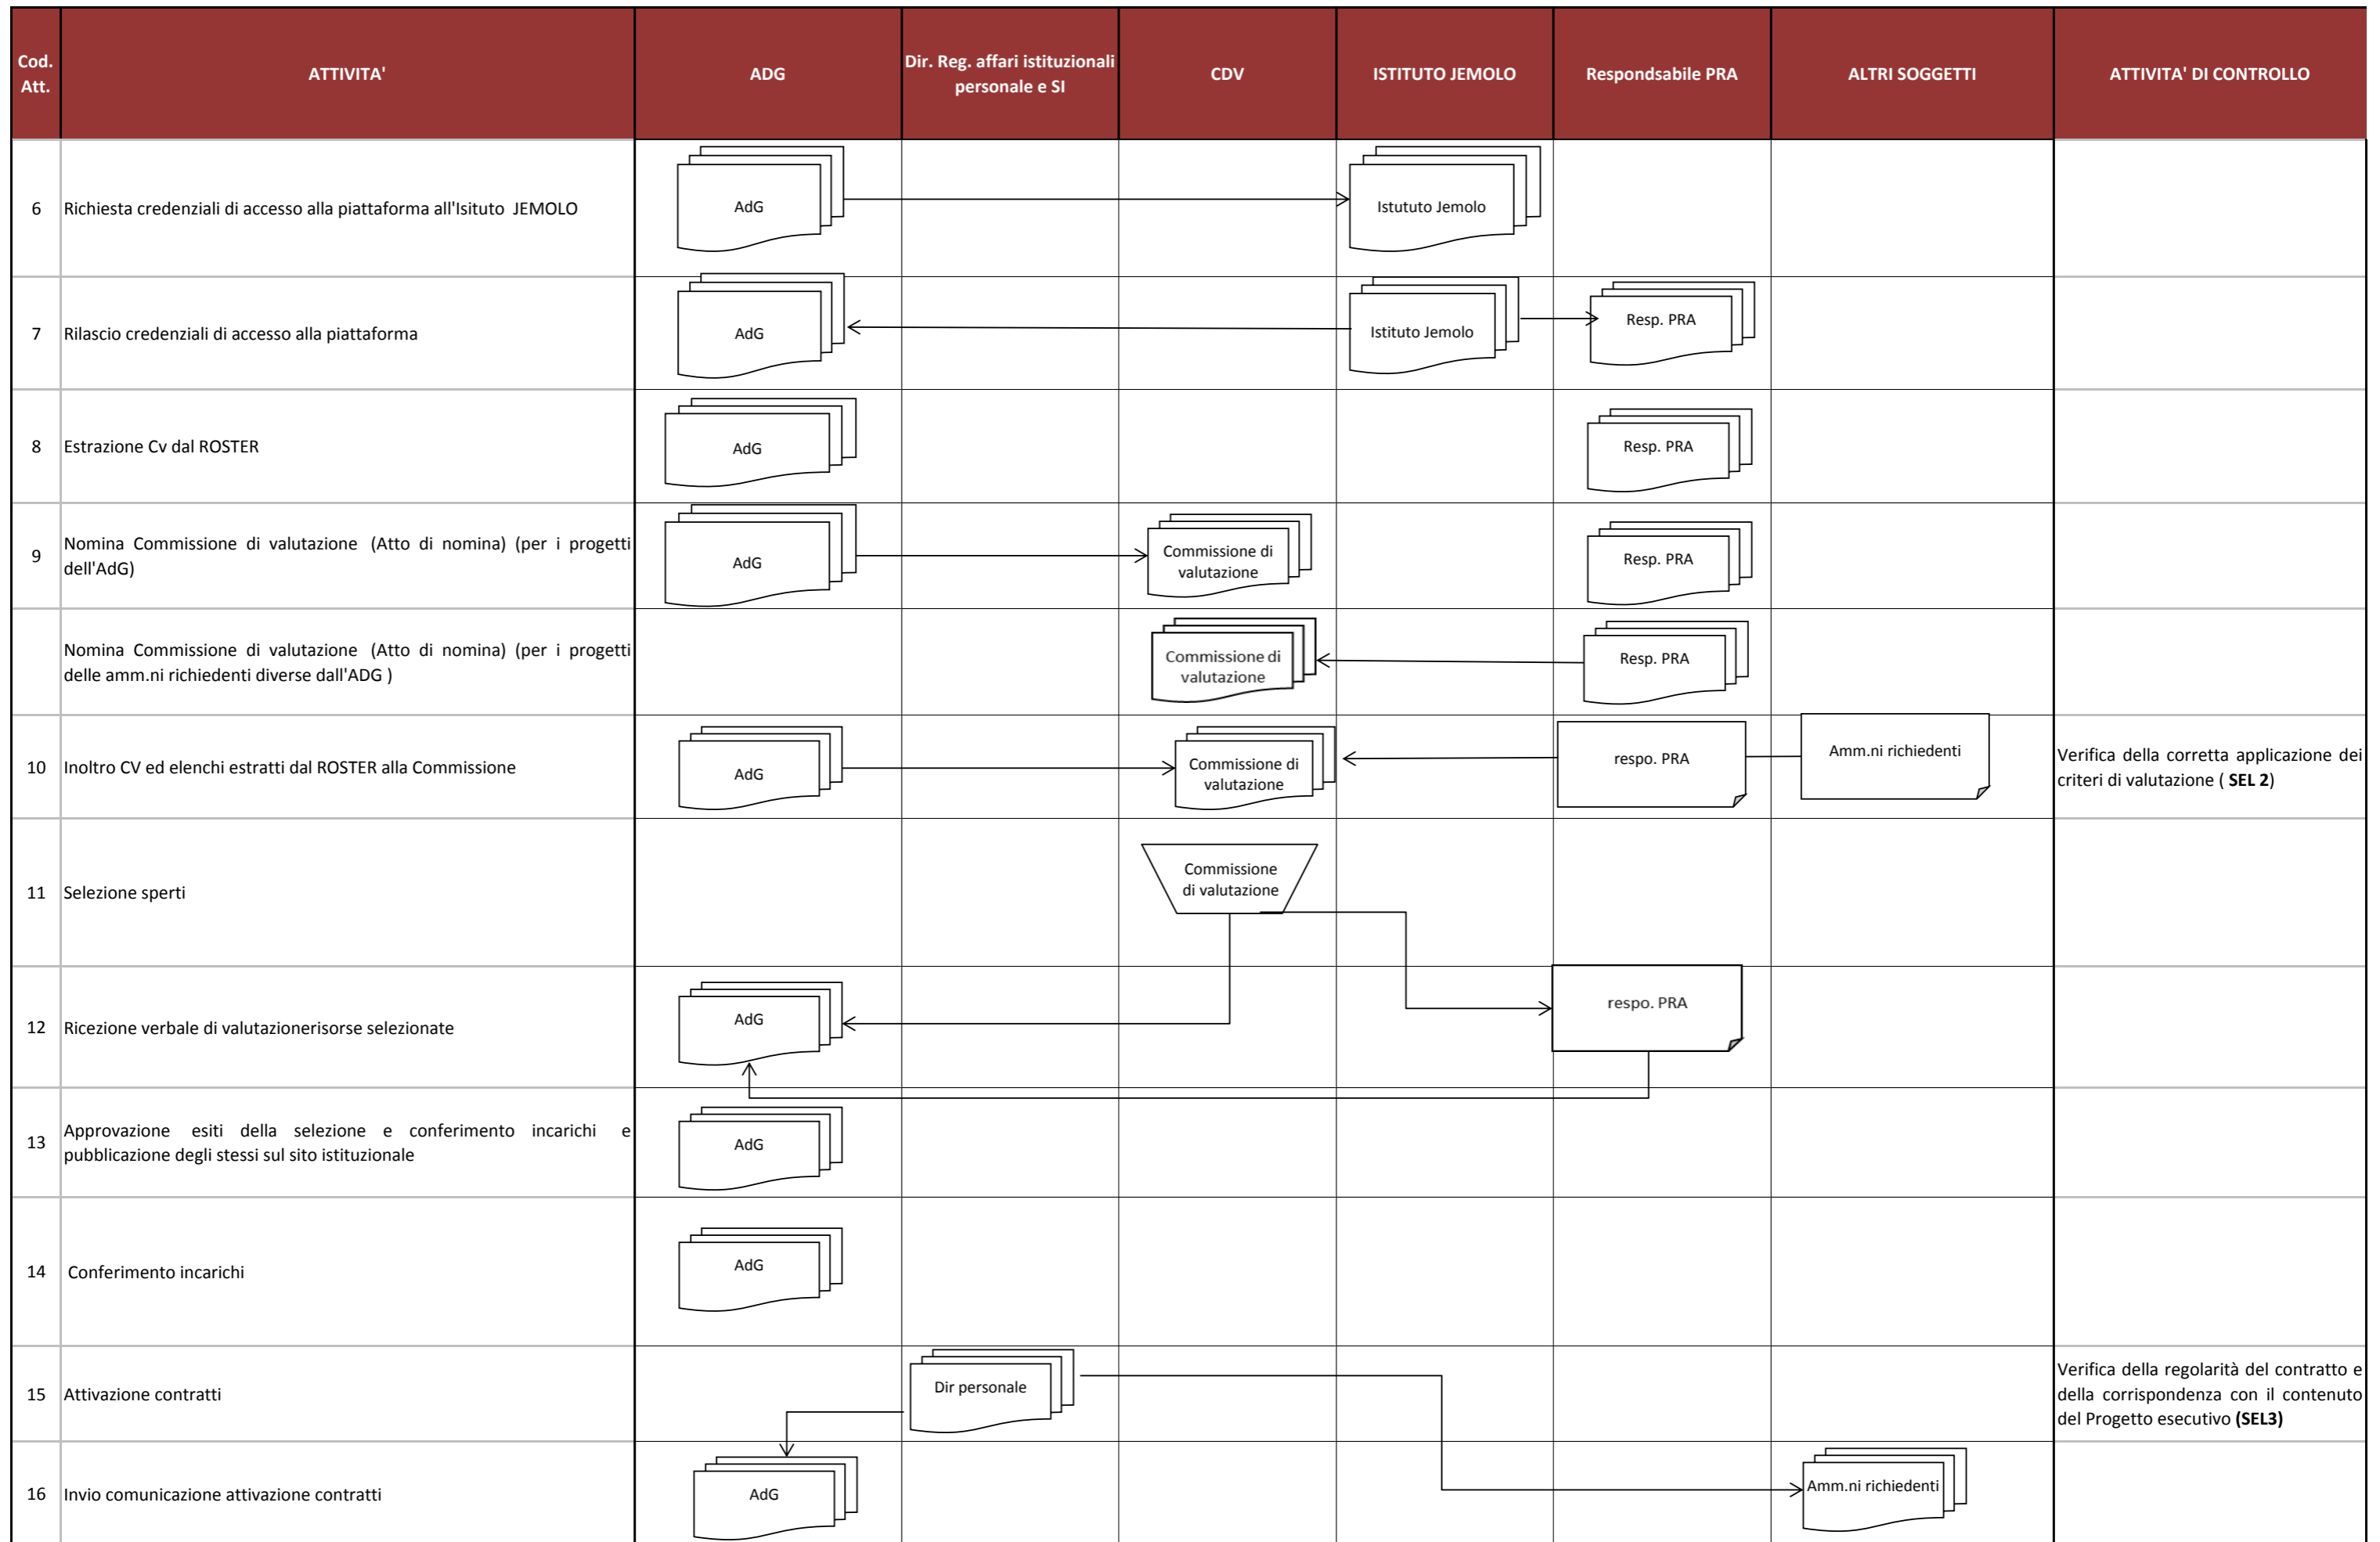 Cod.
Att.
ATTIVITA'
ADG
Dir. Reg. affari istituzionali
personale e SI
CDV
ISTITUTO JEMOLO
Respondsabile PRA
ALTRI SOGGETTI
ATTIVITA' DI CONTROLLO
6
Richiesta credenziali di accesso alla piattaforma all'Isituto JEMOLO
AdG
Istututo Jemolo
7
Rilascio credenziali di accesso alla piattaforma
AdG
Istituto Jemolo
Resp. PRA
8
Estrazione Cv dal ROSTER
AdG
Resp. PRA
9
Nomina Commissione di valutazione (Atto di nomina) (per i progetti
dell'AdG)
AdG
Commissione di
valutazione
Resp. PRA
Nomina Commissione di valutazione (Atto di nomina) (per i progetti
delle amm.ni richiedenti diverse dall'ADG )
Commissione di
valutazione
Resp. PRA
10
Inoltro CV ed elenchi estratti dal ROSTER alla Commissione
AdG
Commissione di
valutazione
respo. PRA
Amm.ni richiedenti
Verifica della corretta applicazione dei
criteri di valutazione ( SEL 2)
11
Selezione sperti
Commissione
di valutazione
12
Ricezione verbale di valutazionerisorse selezionate
AdG
respo. PRA
13
Approvazione esiti della selezione e conferimento incarichi e
pubblicazione degli stessi sul sito istituzionale
AdG
14
Conferimento incarichi
AdG
15
Attivazione contratti
Dir personale
Verifica della regolarità del contratto e
della corrispondenza con il contenuto
del Progetto esecutivo (SEL3)
16
Invio comunicazione attivazione contratti
AdG
Amm.ni richiedenti